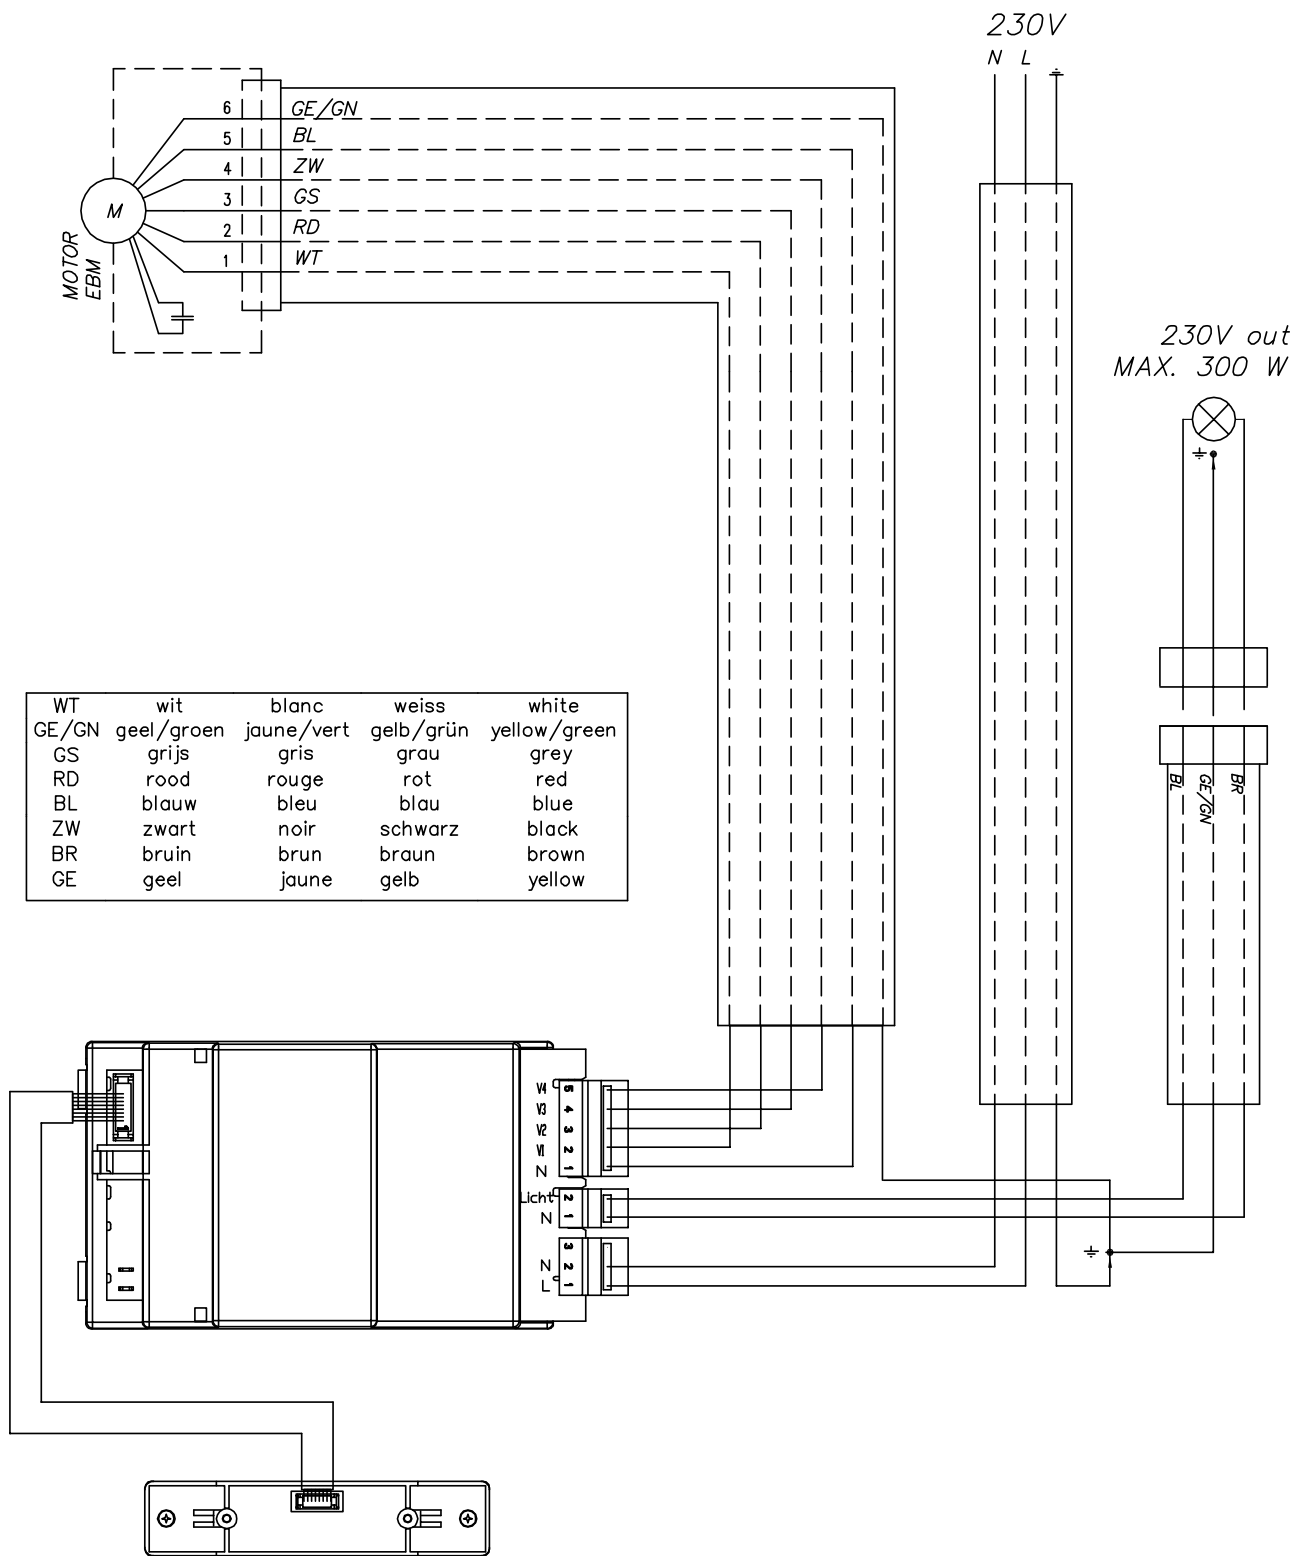 230V
N L
6 GE/GN
5 BL
4 ZW
3 GS
2 RD
1 WT
M
MOTOR
EBM
230V out
MAX. 300 W
WT wit blanc weiss white
GE/GN geel/groen jaune/vert gelb/grün yellow/green
GS grijs gris grau grey
RD rood rouge rot red
BL blauw bleu blau blue
ZW zwart noir schwarz black
BR bruin brun braun brown
GE geel jaune gelb yellow
BL GE/GN BR
V4 5
V3 4
V2 3
V1 2
N 1
Licht 2
N 1
3
N 2
L 1